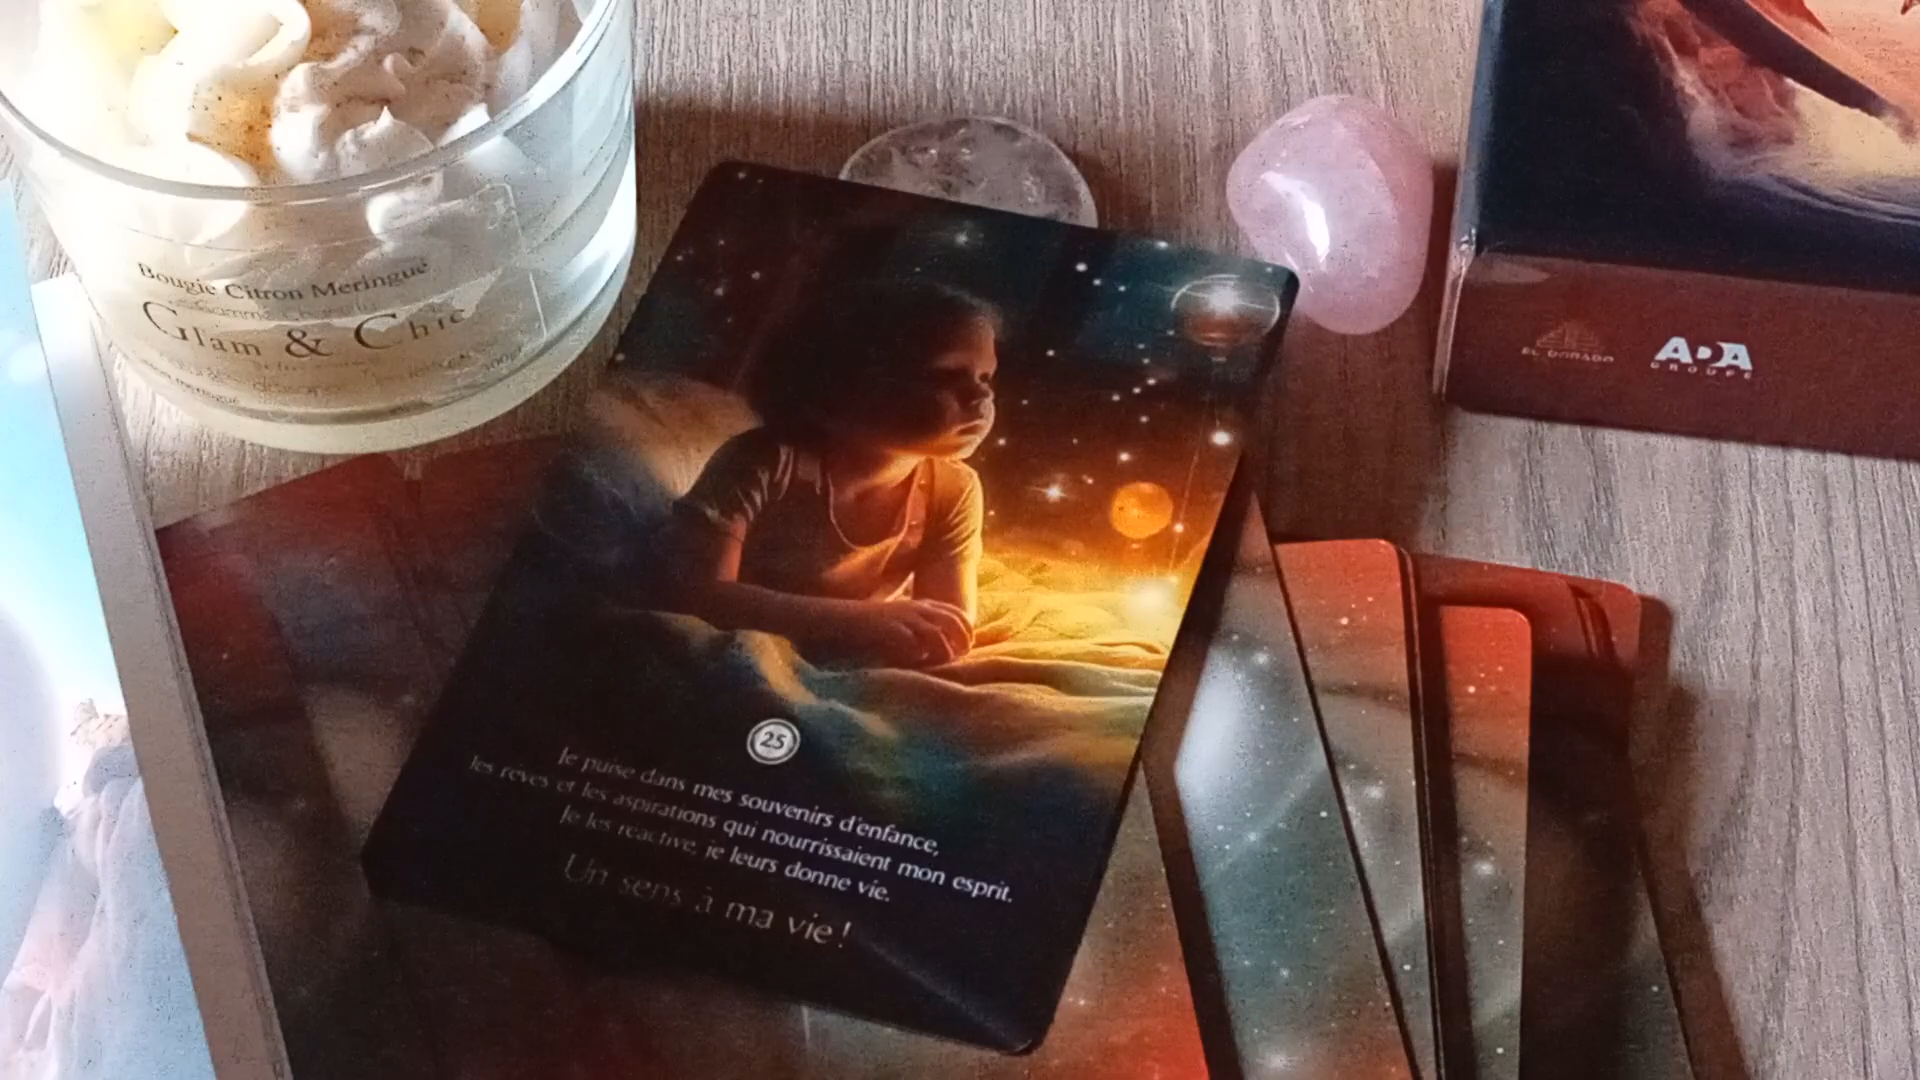 Bougie Citron Meringue
Glam & Chic
EL DORADO
ADA
GROUPE
25
Je puise dans mes souvenirs d'enfance,
les rêves et les aspirations qui nourrissaient mon esprit.
Je les réactive, je leurs donne vie.
Un sens à ma vie !